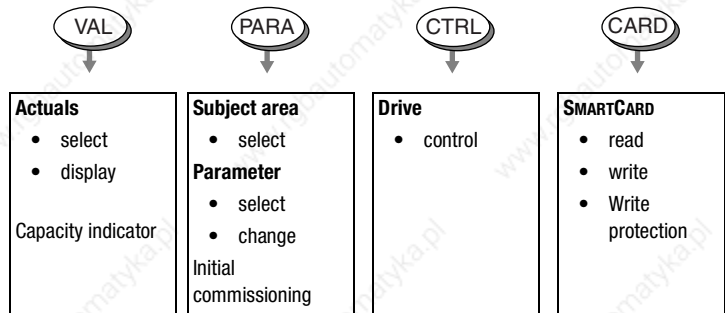 VAL
PARA
CTRL
CARD
Actuals
• select
• display
Capacity indicator
Subject area
• select
Parameter
• select
• change
Initial
commissioning
Drive
• control
SMARTCARD
• read
• write
• Write
protection